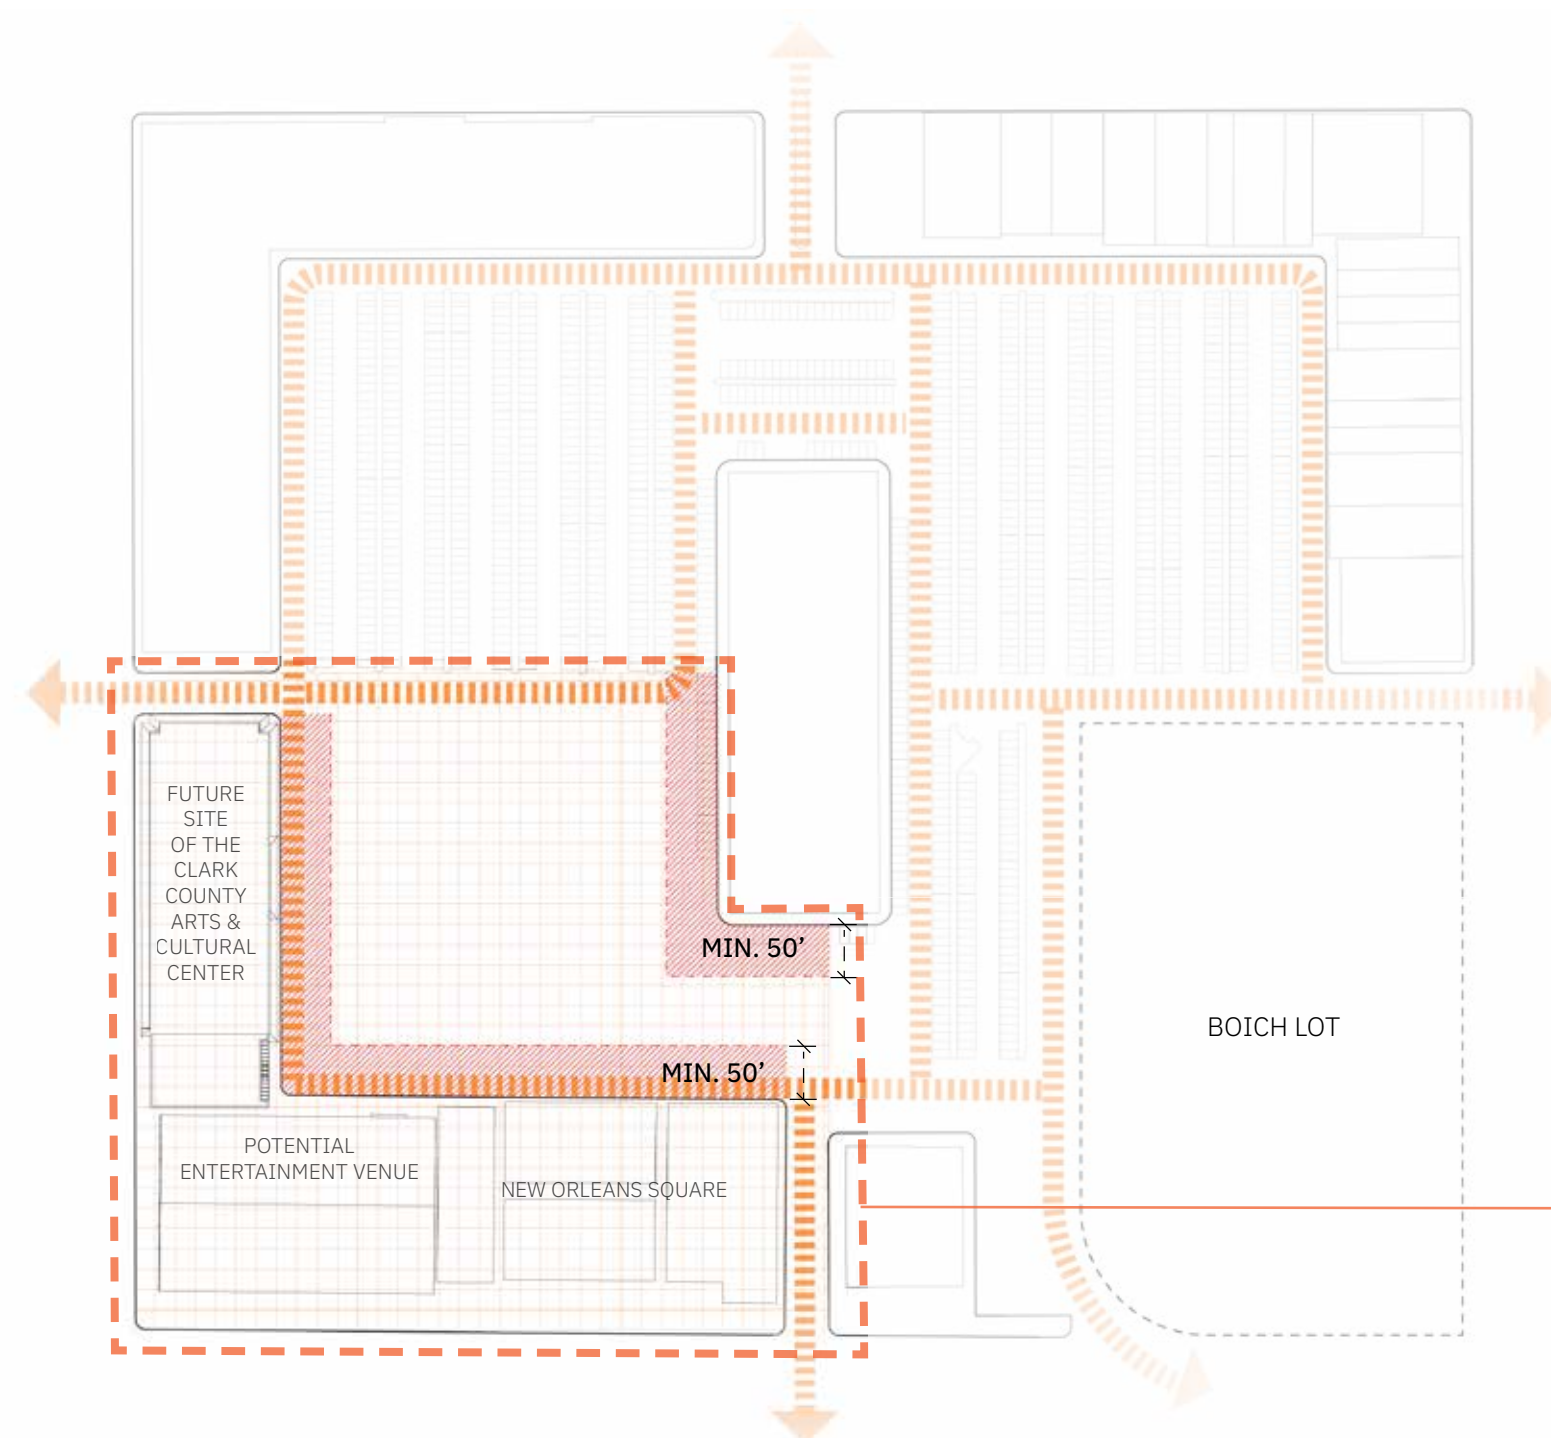 FUTURE
SITE
OF THE
CLARK
COUNTY
ARTS &
CULTURAL
CENTER
MIN. 50’
BOICH LOT
MIN. 50’
POTENTIAL
ENTERTAINMENT VENUE
NEW ORLEANS SQUARE